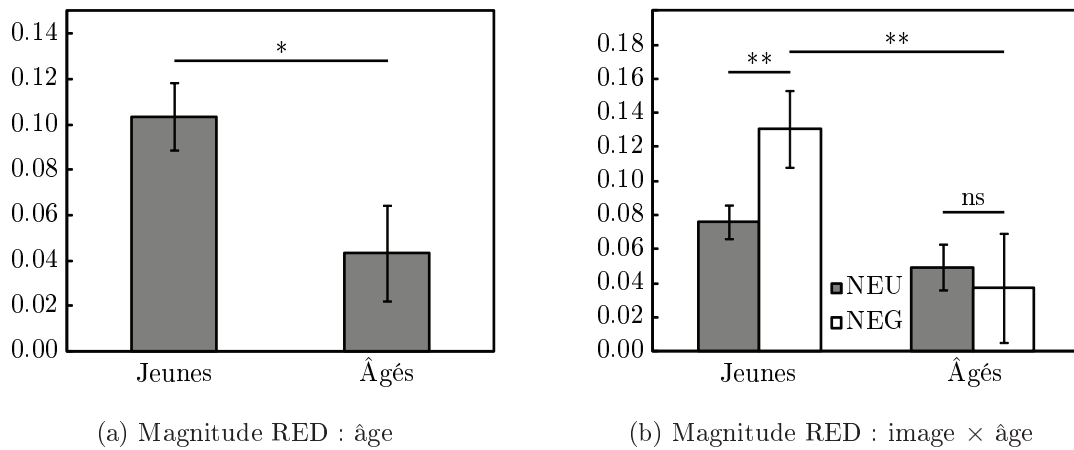 0.14
0.12
0.10
0.08
0.06
0.04
0.02
0.00
*
Jeunes
Âgés
(a) Magnitude RED : âge
0.18
0.16
0.14
0.12
0.10
0.08
0.06
0.04
0.02
0.00
**
**
ns
NEU
NEG
Jeunes
Âgés
(b) Magnitude RED : image × âge